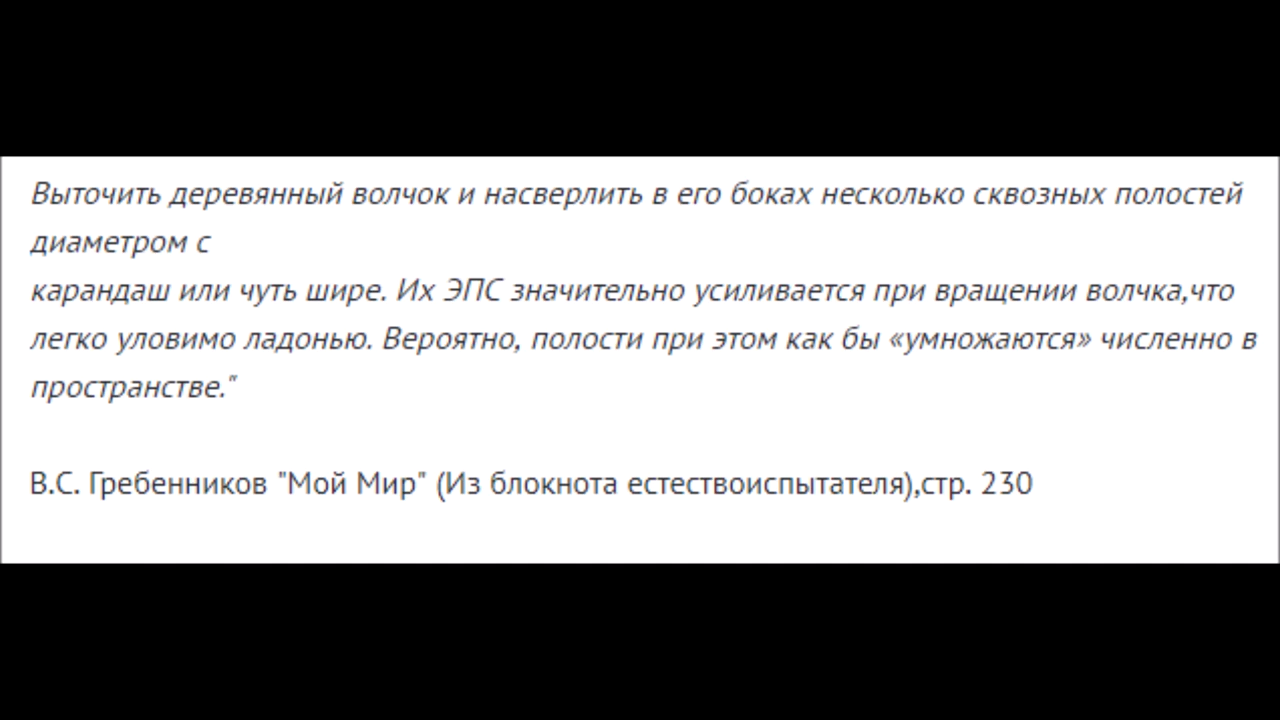 Выточить деревянный волчок и насверлить в его боках несколько сквозных полостей
диаметром с
карандаш или чуть шире. Их ЭПС значительно усиливается при вращении волчка,что
легко уловимо ладонью. Вероятно, полости при этом как бы «умножаются» численно в
пространстве."
В.С. Гребенников "Мой Мир" (Из блокнота естествоиспытателя),стр. 230